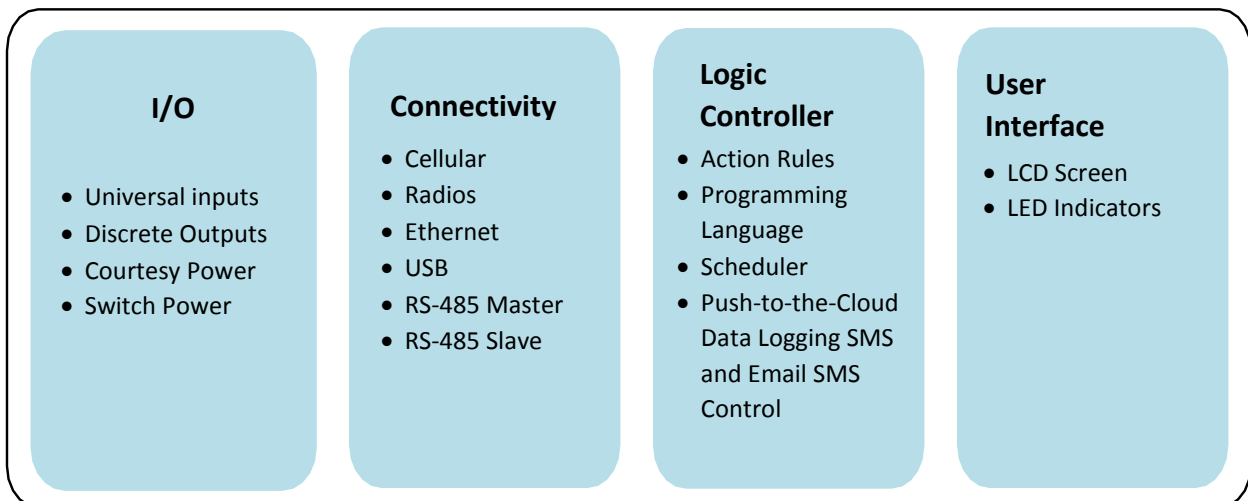 I/O
• Universal inputs
• Discrete Outputs
• Courtesy Power
• Switch Power
Connectivity
• Cellular
• Radios
• Ethernet
• USB
• RS-485 Master
• RS-485 Slave
Logic
Controller
• Action Rules
• Programming
Language
• Scheduler
• Push-to-the-Cloud
Data Logging SMS
and Email SMS
Control
User
Interface
• LCD Screen
• LED Indicators